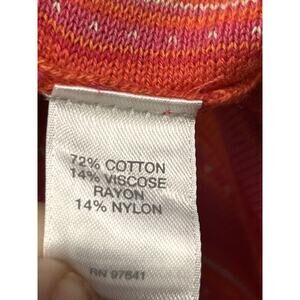 72% COTTON
14% VISCOSE
RAYON
14% NYLON
RN 97641